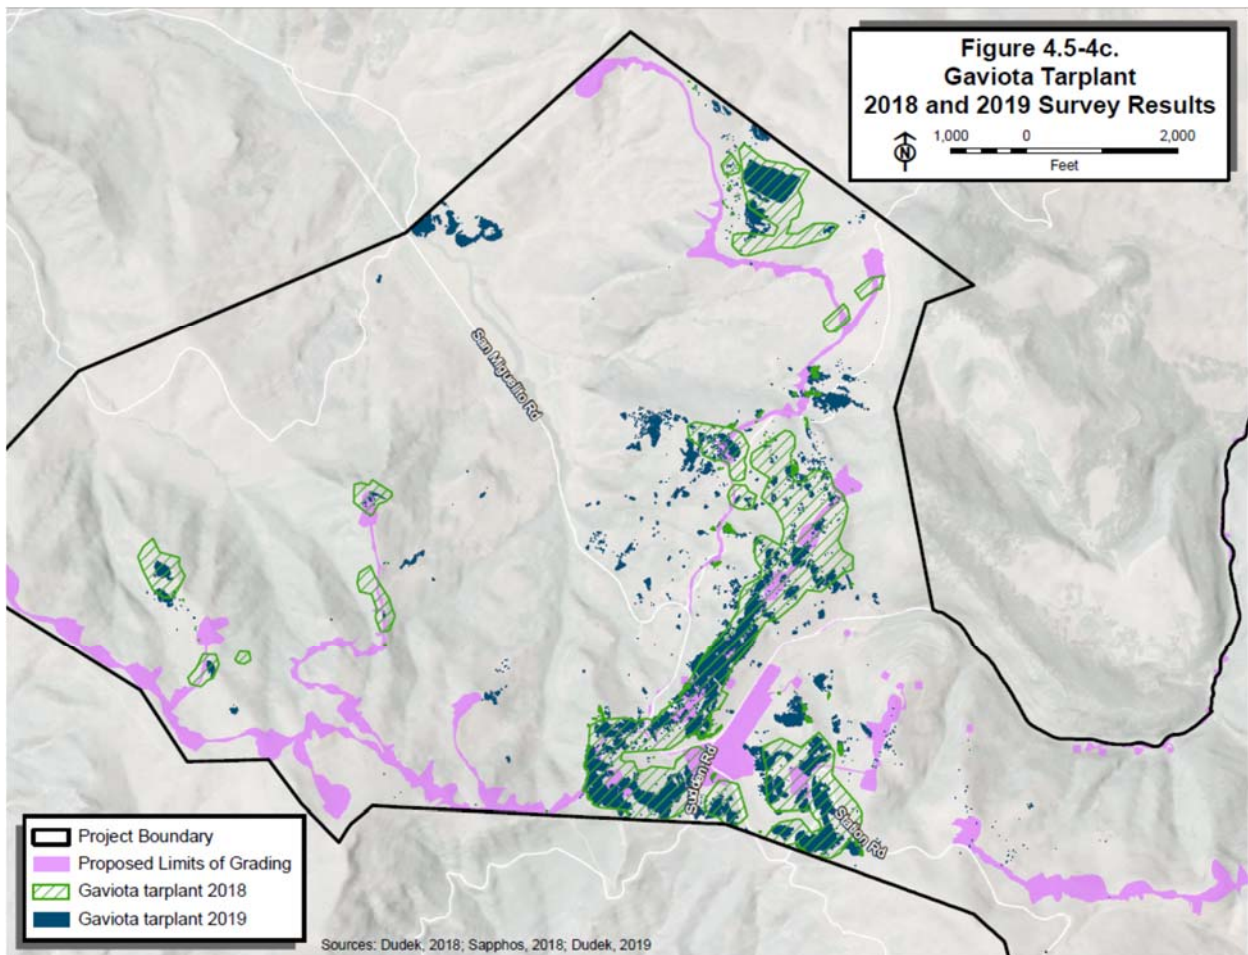 Figure 4.5-4c.
Gaviota Tarplant
2018 and 2019 Survey Results
N
1,000 0 2,000
Feet
San Miguelito Rd
Sudden Rd
Station Rd
Project Boundary
Proposed Limits of Grading
Gaviota tarplant 2018
Gaviota tarplant 2019
Sources: Dudek, 2018; Sapphos, 2018; Dudek, 2019